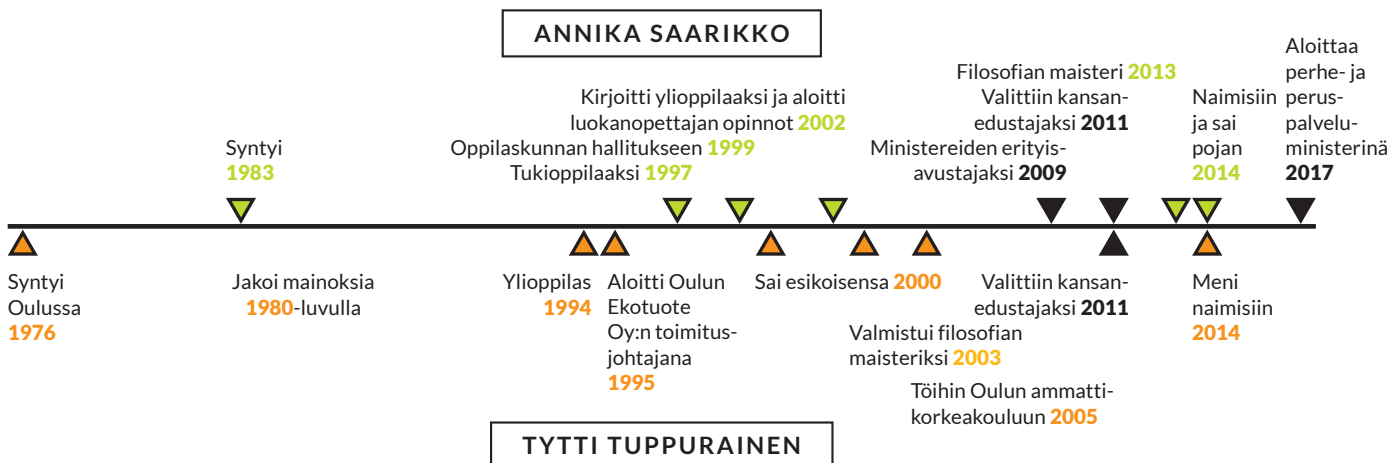 ANNIKA SAARIKKO
Syntyi
1983
Kirjoitti ylioppilaaksi ja aloitti
luokanopettajan opinnot 2002
Oppilaskunnan hallitukseen 1999
Tukioppilaaksi 1997
Filosofian maisteri 2013
Valittiin kansan-
edustajaksi 2011
Ministereiden erityis-
avustajaksi 2009
Naimisiin
ja sai
pojan
2014
Aloittaa
perhe- ja
perus-
palvelu-
ministerinä
2017
Syntyi
Oulussa
1976
Jakoi mainoksia
1980-luvulla
Ylioppilas
1994
Aloitti Oulun
Ekotuote
Oy:n toimitus-
johtajana
1995
Sai esikoisensa 2000
Valmistui filosofian
maisteriksi 2003
Töihin Oulun ammatti-
korkeakouluun 2005
Valittiin kansan-
edustajaksi 2011
Meni
naimisiin
2014
TYTTI TUPPURAINEN